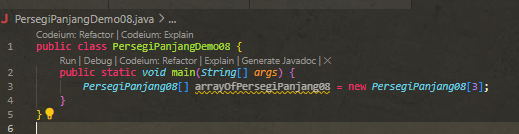 J PersegiPanjangDemo08.java > ...
Codeium: Refactor | Codeium: Explain
1 public class PersegiPanjangDemo08 {
Run | Debug | Codeium: Refactor | Explain | Generate Javadoc | ✕
2 public static void main(String[] args) {
3 PersegiPanjang08[] arrayOfPersegiPanjang08 = new PersegiPanjang08[3];
4 }
5 }
6